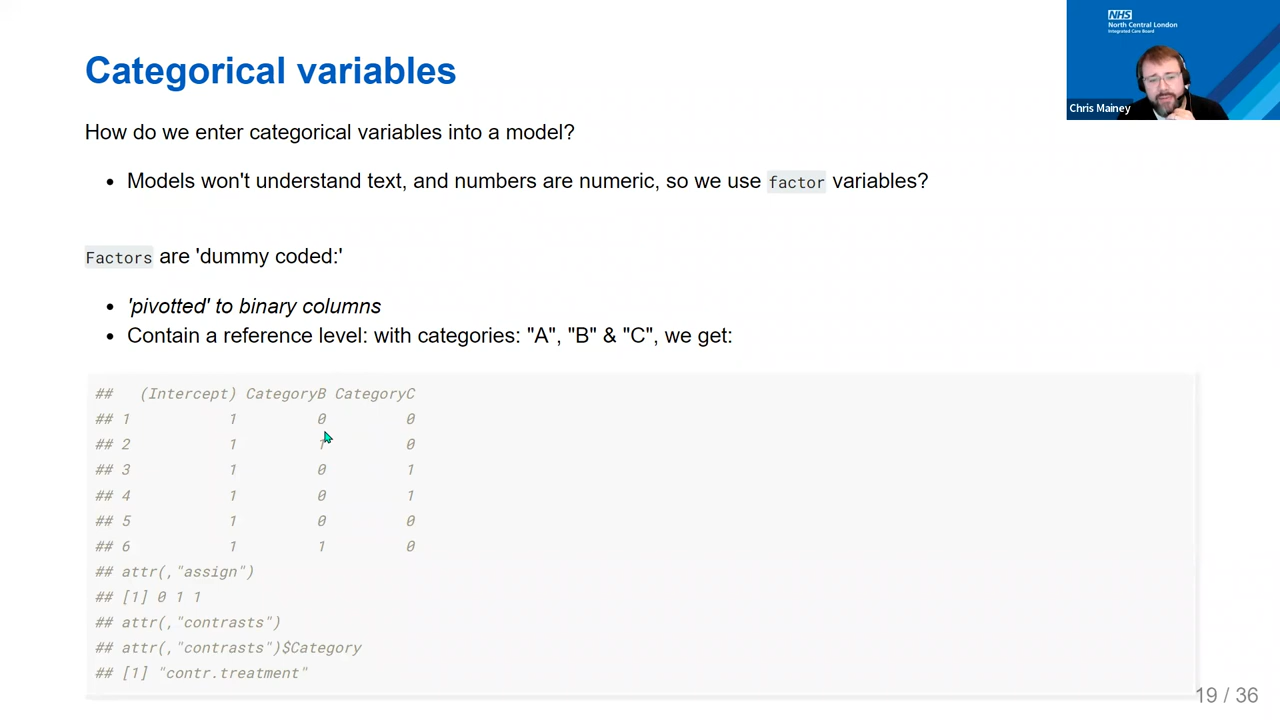 NHS
North Central London
Integrated Care Board
Chris Mainey
Categorical variables
How do we enter categorical variables into a model?
Models won't understand text, and numbers are numeric, so we use factor variables?
Factors are 'dummy coded:'
'pivotted' to binary columns
Contain a reference level: with categories: "A", "B" & "C", we get:
##   (Intercept) CategoryB CategoryC
## 1           1         0         0
## 2           1         1         0
## 3           1         0         1
## 4           1         0         1
## 5           1         0         0
## 6           1         1         0
## attr(,"assign")
## [1] 0 1 1
## attr(,"contrasts")
## attr(,"contrasts")$Category
## [1] "contr.treatment"
19 / 36